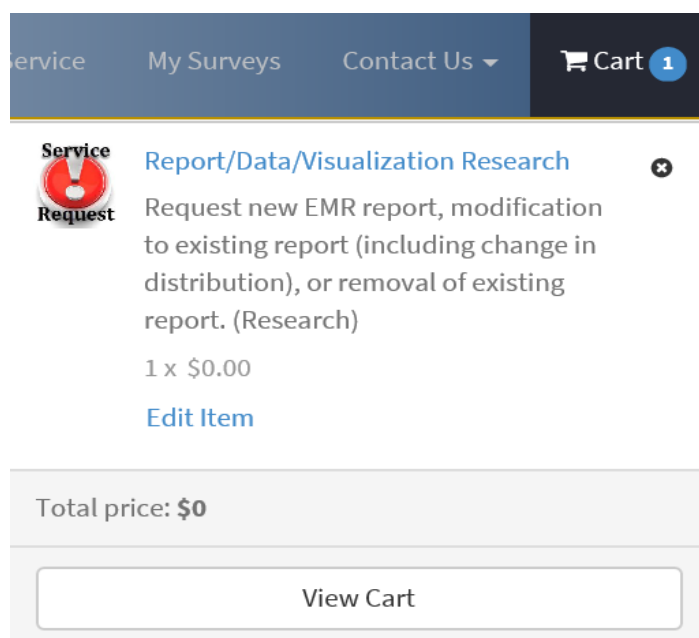 ervice My Surveys Contact Us Cart 1
Service
Request
Report/Data/Visualization Research
Request new EMR report, modification
to existing report (including change in
distribution), or removal of existing
report. (Research)
1 x $0.00
Edit Item
Total price: $0
View Cart